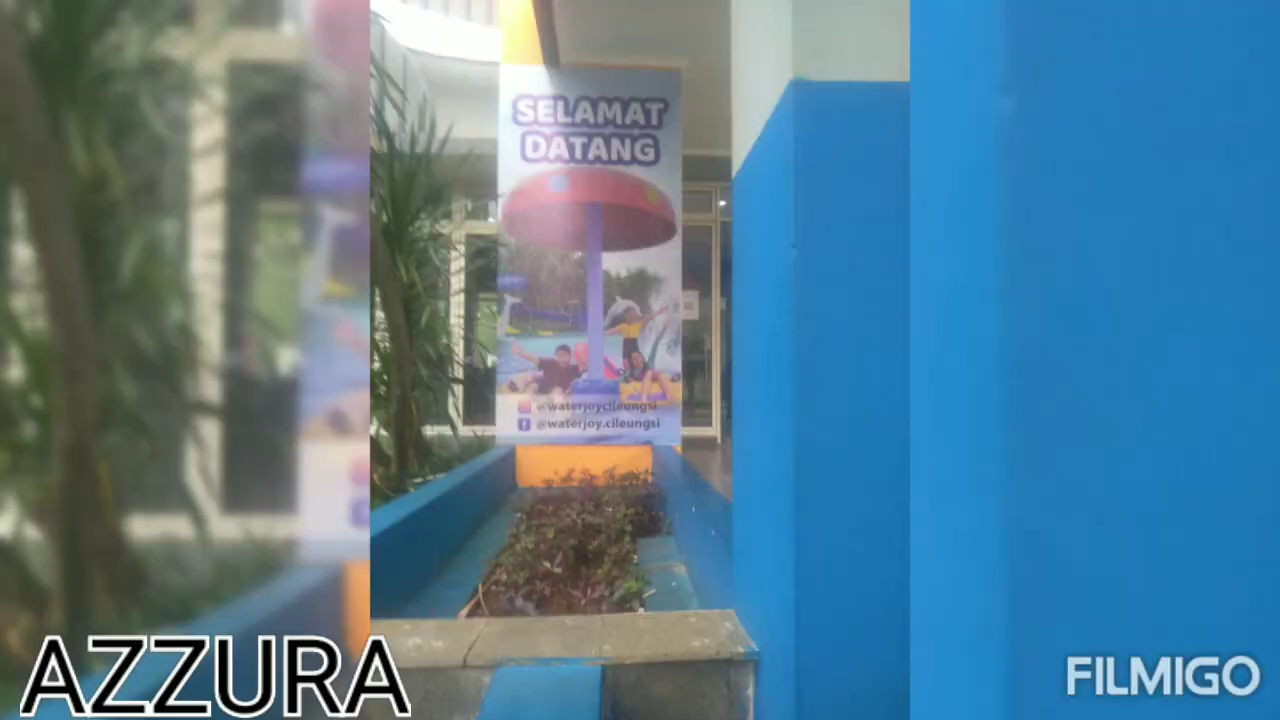 SELAMAT
DATANG
@waterjoycileungsi
@waterjoy.cileungsi
AZZURA
FILMIGO